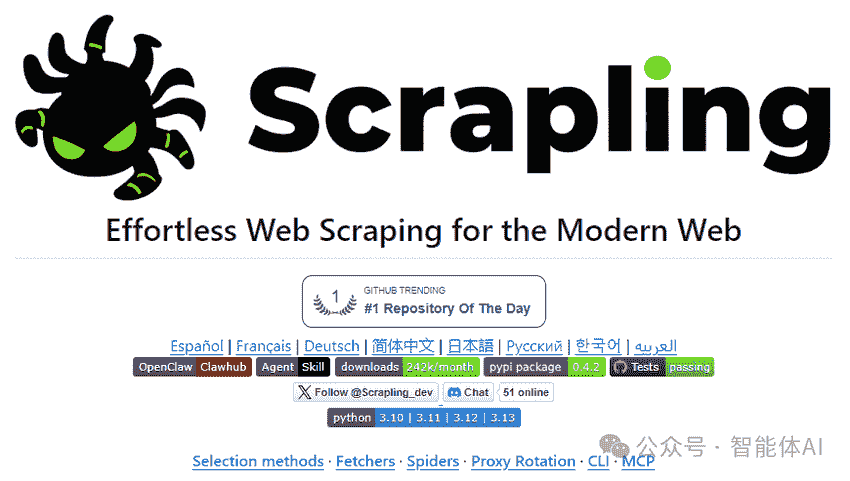 Scrapling
Effortless Web Scraping for the Modern Web
1 GITHUB TRENDING
#1 Repository Of The Day
Español | Français | Deutsch | 简体中文 | 日本語 | Русский | 한국어 | العربيه
OpenClaw Clawhub Agent Skill downloads 242k/month pypi package 0.4.2 Tests passing
X Follow @Scrapling_dev Chat 51 online
python 3.10 | 3.11 | 3.12 | 3.13
公众号 · 智能体AI
Selection methods · Fetchers · Spiders · Proxy Rotation · CLI · MCP